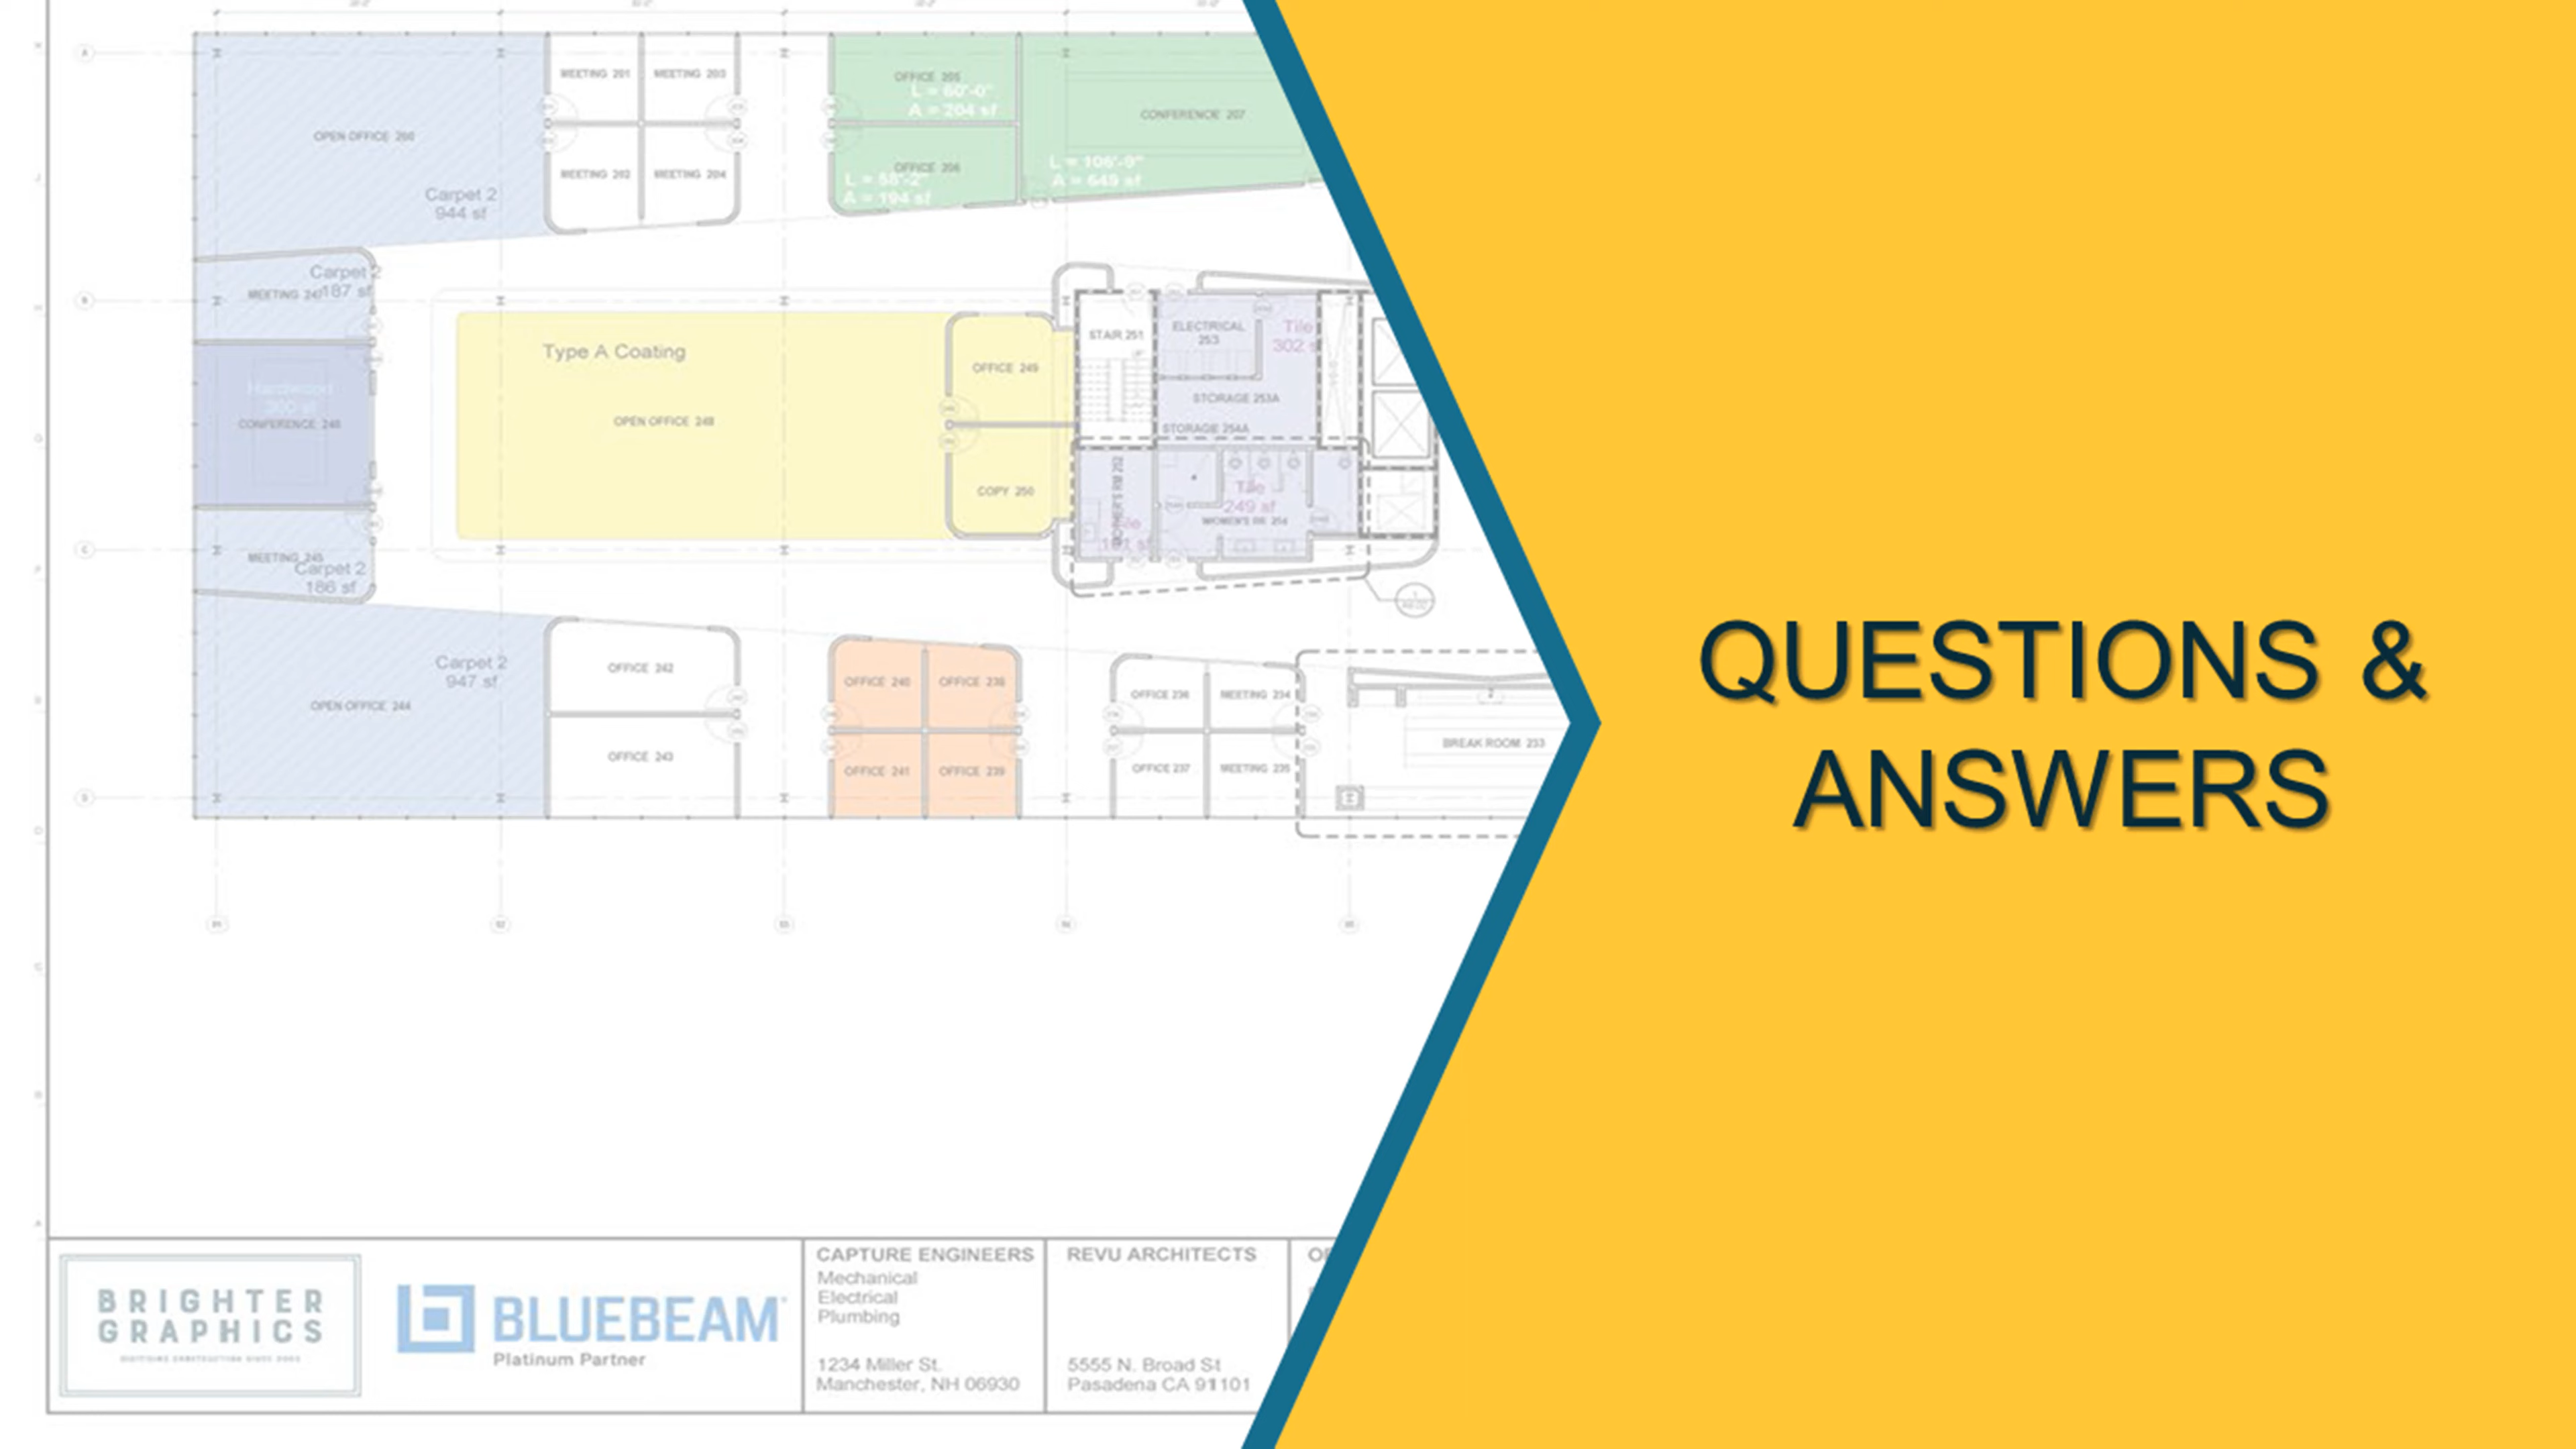 OPEN OFFICE 200
Carpet 2
944 sf
MEETING 201
MEETING 203
MEETING 202
MEETING 204
OFFICE 205
L = 60'-0"
A = 204 sf
OFFICE 206
L = 58'-2"
A = 194 sf
CONFERENCE 207
L = 106'-9"
A = 649 sf
Carpet 2
187 sf
MEETING
Hardwood
CONFERENCE
MEETING 245
Carpet 2
186 sf
Type A Coating
OPEN OFFICE 248
OFFICE 249
COPY 250
STAIR 251
ELECTRICAL
253
Tile
302 s
STORAGE 253A
STORAGE 254A
Tile
249 sf
WOMEN'S RR 254
Carpet 2
947 sf
OPEN OFFICE 244
OFFICE 242
OFFICE 243
OFFICE 240
OFFICE 238
OFFICE 241
OFFICE 239
OFFICE 236
MEETING 234
OFFICE 237
MEETING 235
BREAK ROOM 233
QUESTIONS &
ANSWERS
BRIGHTER
GRAPHICS
BLUEBEAM
Platinum Partner
CAPTURE ENGINEERS
Mechanical
Electrical
Plumbing
1234 Miller St.
Manchester, NH 06930
REVU ARCHITECTS
5555 N. Broad St
Pasadena CA 91101